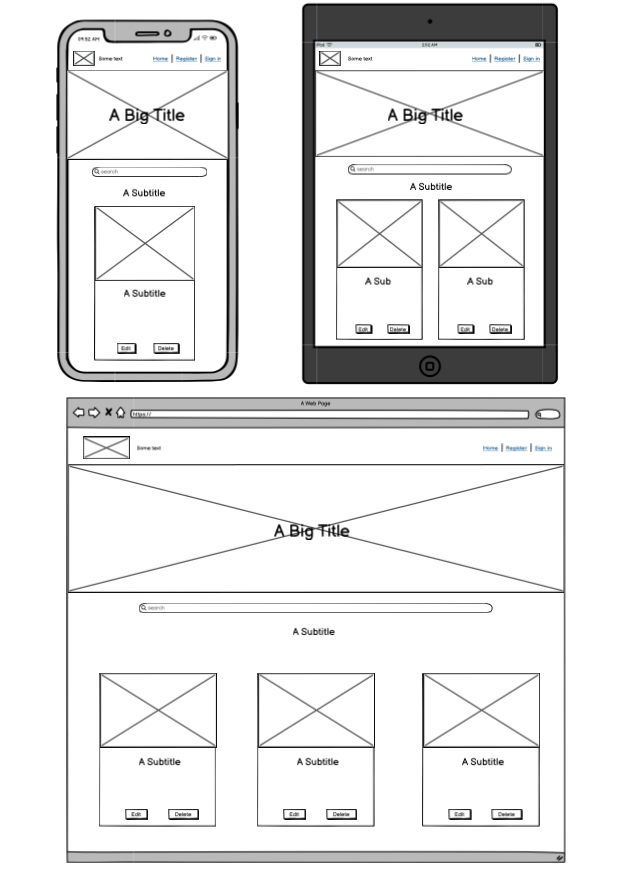 09:52 AM
Some text
Home | Register | Sign in
A Big Title
search
A Subtitle
A Subtitle
Edit
Delete
iPad
2:52 AM
Some text
Home | Register | Sign in
A Big Title
search
A Subtitle
A Sub
A Sub
Edit
Delete
Edit
Delete
A Web Page
https://
Some text
Home | Register | Sign in
A Big Title
search
A Subtitle
A Subtitle
A Subtitle
A Subtitle
Edit
Delete
Edit
Delete
Edit
Delete